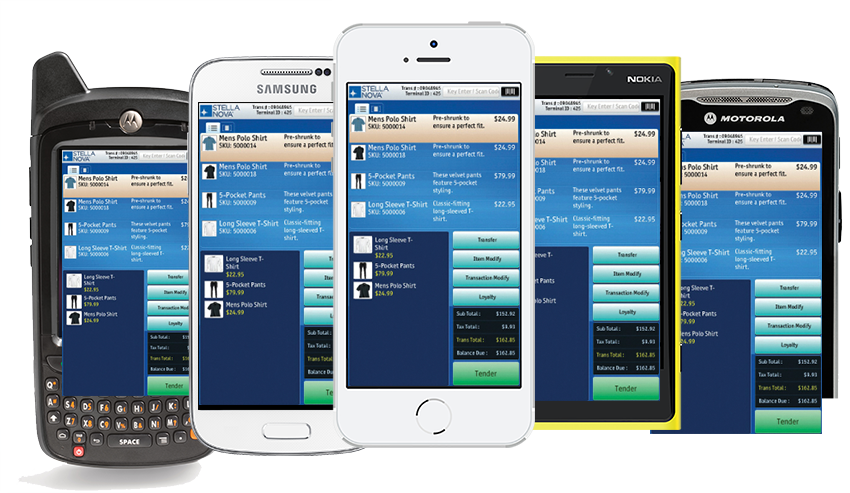 SAMSUNG
NOKIA
MOTOROLA
STELLA
NOVA
Trans # : 09068965
Terminal ID : 425
Key Enter / Scan Code
Mens Polo Shirt
SKU: 5000014
Pre-shrunk to
ensure a perfect fit.
$24.99
Mens Polo Shirt
SKU: 5000018
Pre-shrunk to
ensure a perfect fit.
$24.99
5-Pocket Pants
SKU: 5000009
These velvet pants
feature 5-pocket
styling.
$79.99
Long Sleeve T-Shirt
SKU: 5000006
Classic-fitting
long-sleeved T-
shirt.
$22.95
Long Sleeve T-
Shirt
$22.95
5-Pocket Pants
$79.99
Mens Polo Shirt
$24.99
Transfer
Item Modify
Transaction Modify
Loyalty
Sub Total : $152.92
Tax Total : $9.93
Trans Total : $162.85
Balance Due : $162.85
Tender
SPACE